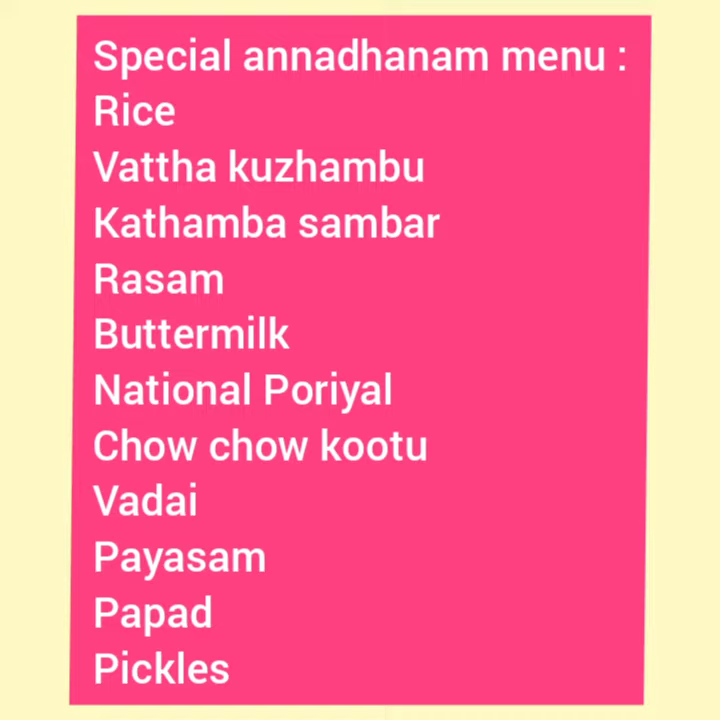 Special annadhanam menu :
Rice
Vattha kuzhambu
Kathamba sambar
Rasam
Buttermilk
National Poriyal
Chow chow kootu
Vadai
Payasam
Papad
Pickles